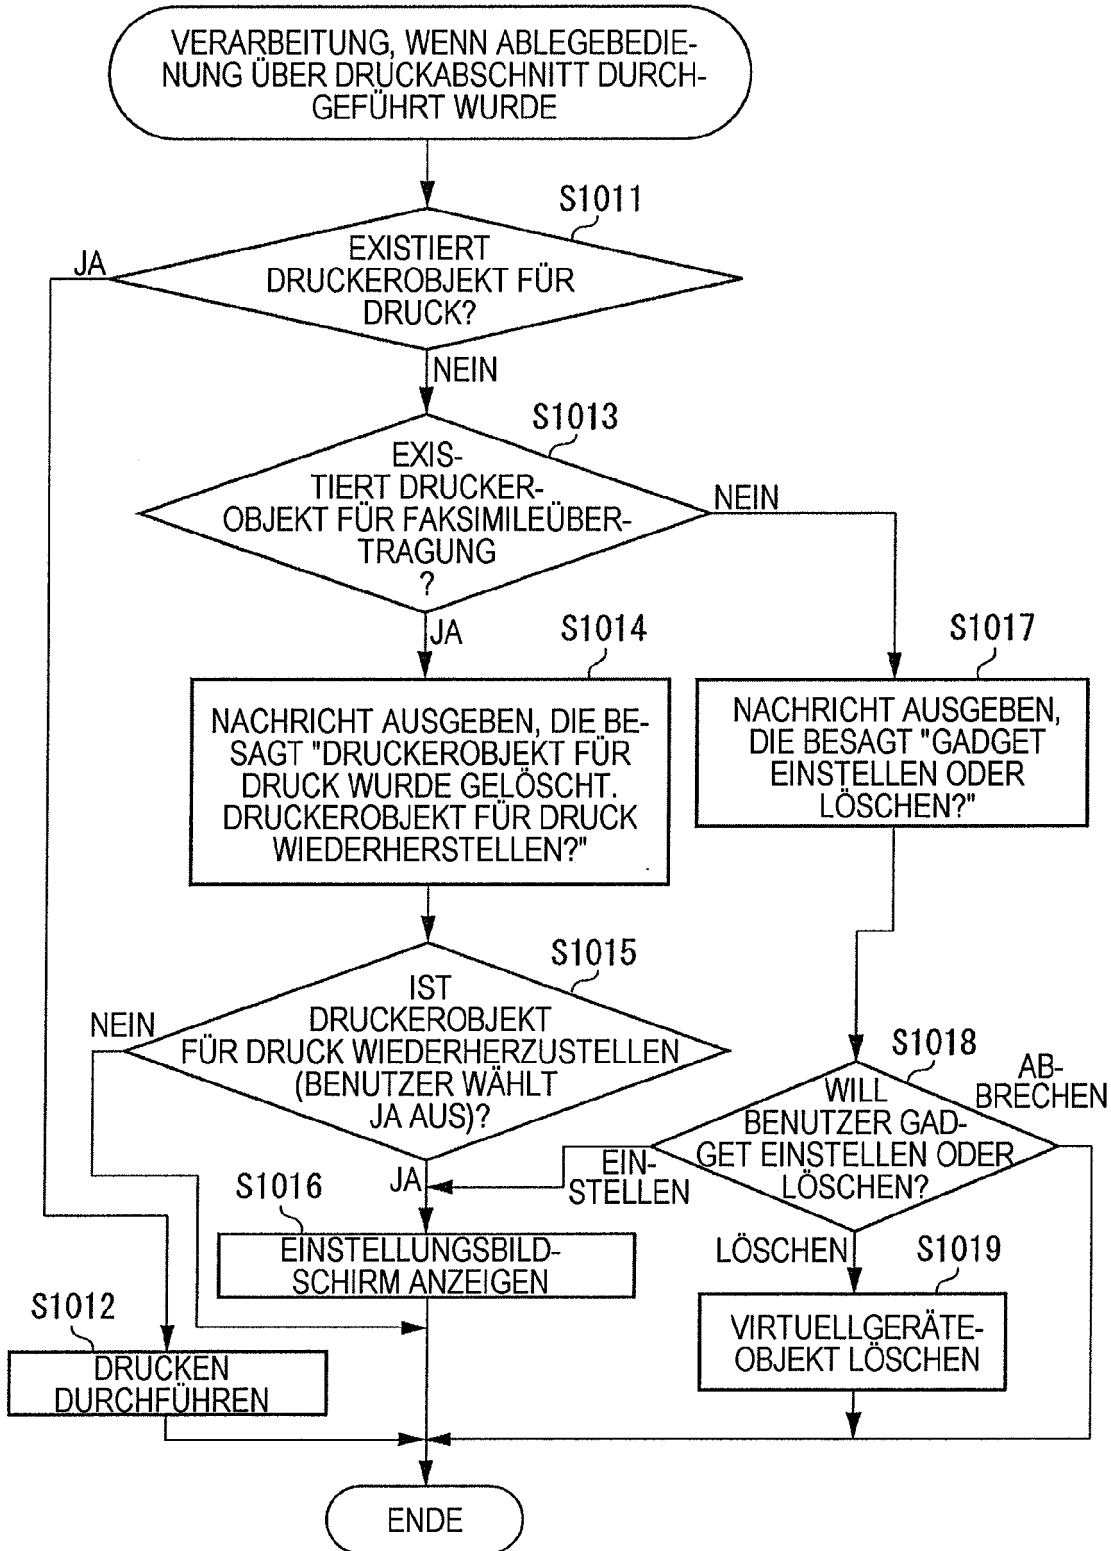 VERARBEITUNG, WENN ABLEGEBEDIE-
NUNG ÜBER DRUCKABSCHNITT DURCH-
GEFÜHRT WURDE
S1011
JA
EXISTIERT
DRUCKEROBJEKT FÜR
DRUCK?
NEIN
S1013
EXIS-
TIERT DRUCKER-
OBJEKT FÜR FAKSIMILEÜBER-
TRAGUNG
?
NEIN
JA
S1014
NACHRICHT AUSGEBEN, DIE BE-
SAGT "DRUCKEROBJEKT FÜR
DRUCK WURDE GELÖSCHT.
DRUCKEROBJEKT FÜR DRUCK
WIEDERHERSTELLEN?"
S1017
NACHRICHT AUSGEBEN,
DIE BESAGT "GADGET
EINSTELLEN ODER
LÖSCHEN?"
S1015
NEIN
IST
DRUCKEROBJEKT
FÜR DRUCK WIEDERHERZUSTELLEN
(BENUTZER WÄHLT
JA AUS)?
JA
S1018
AB-
BRECHEN
WILL
BENUTZER GAD-
GET EINSTELLEN ODER
LÖSCHEN?
EIN-
STELLEN
LÖSCHEN
S1016
EINSTELLUNGSBILD-
SCHIRM ANZEIGEN
S1019
VIRTUELLGERÄTE-
OBJEKT LÖSCHEN
S1012
DRUCKEN
DURCHFÜHREN
ENDE